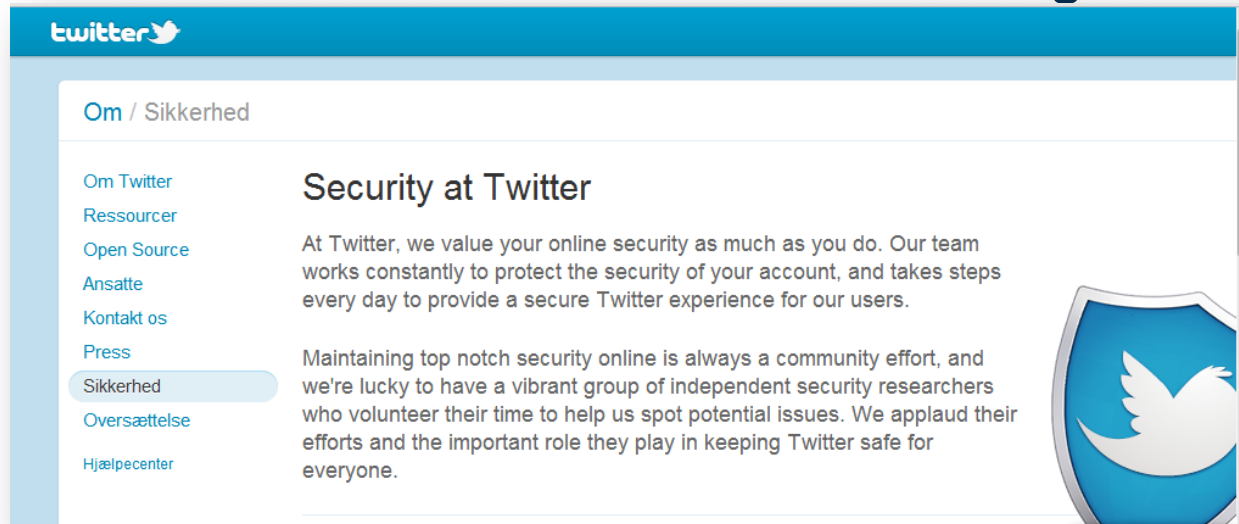 twitter
Om / Sikkerhed
Om Twitter
Ressourcer
Open Source
Ansatte
Kontakt os
Press
Sikkerhed
Oversættelse
Hjælpecenter
Security at Twitter
At Twitter, we value your online security as much as you do. Our team
works constantly to protect the security of your account, and takes steps
every day to provide a secure Twitter experience for our users.
Maintaining top notch security online is always a community effort, and
we're lucky to have a vibrant group of independent security researchers
who volunteer their time to help us spot potential issues. We applaud their
efforts and the important role they play in keeping Twitter safe for
everyone.